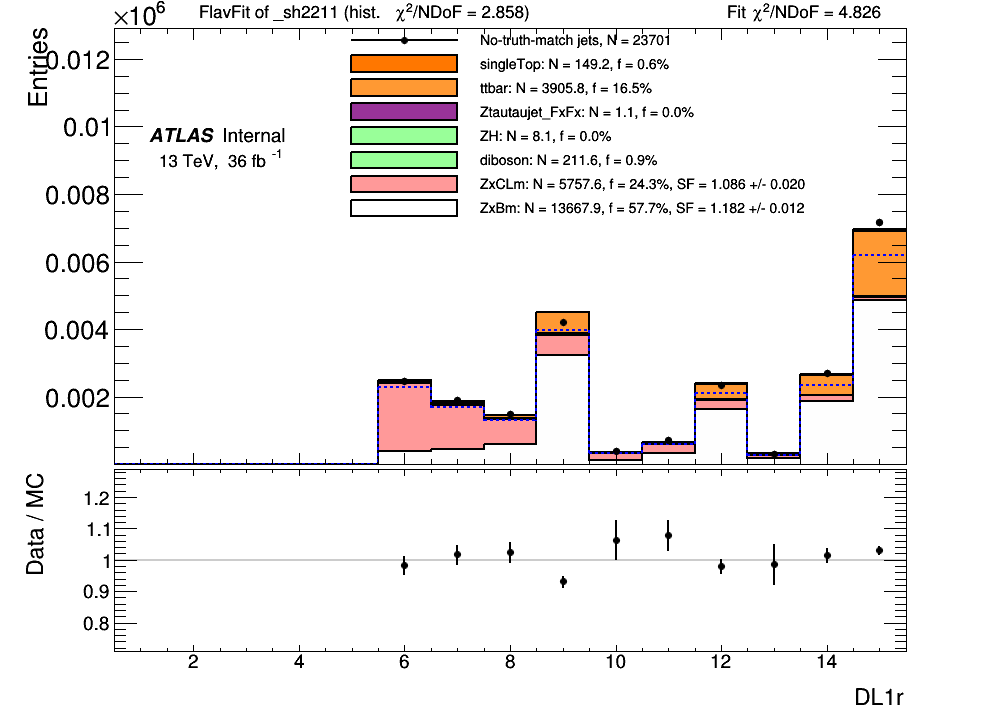 ×10⁶ FlavFit of _sh2211 (hist. χ²/NDoF = 2.858) Fit χ²/NDoF = 4.826
Entries
No-truth-match jets, N = 23701
singleTop: N = 149.2, f = 0.6%
ttbar: N = 3905.8, f = 16.5%
Ztautaujet_FxFx: N = 1.1, f = 0.0%
ZH: N = 8.1, f = 0.0%
diboson: N = 211.6, f = 0.9%
ZxCLm: N = 5757.6, f = 24.3%, SF = 1.086 +/- 0.020
ZxBm: N = 13667.9, f = 57.7%, SF = 1.182 +/- 0.012
ATLAS Internal
13 TeV, 36 fb⁻¹
0.012
0.01
0.008
0.006
0.004
0.002
Data / MC
1.2
1.1
1
0.9
0.8
2 4 6 8 10 12 14
DL1r